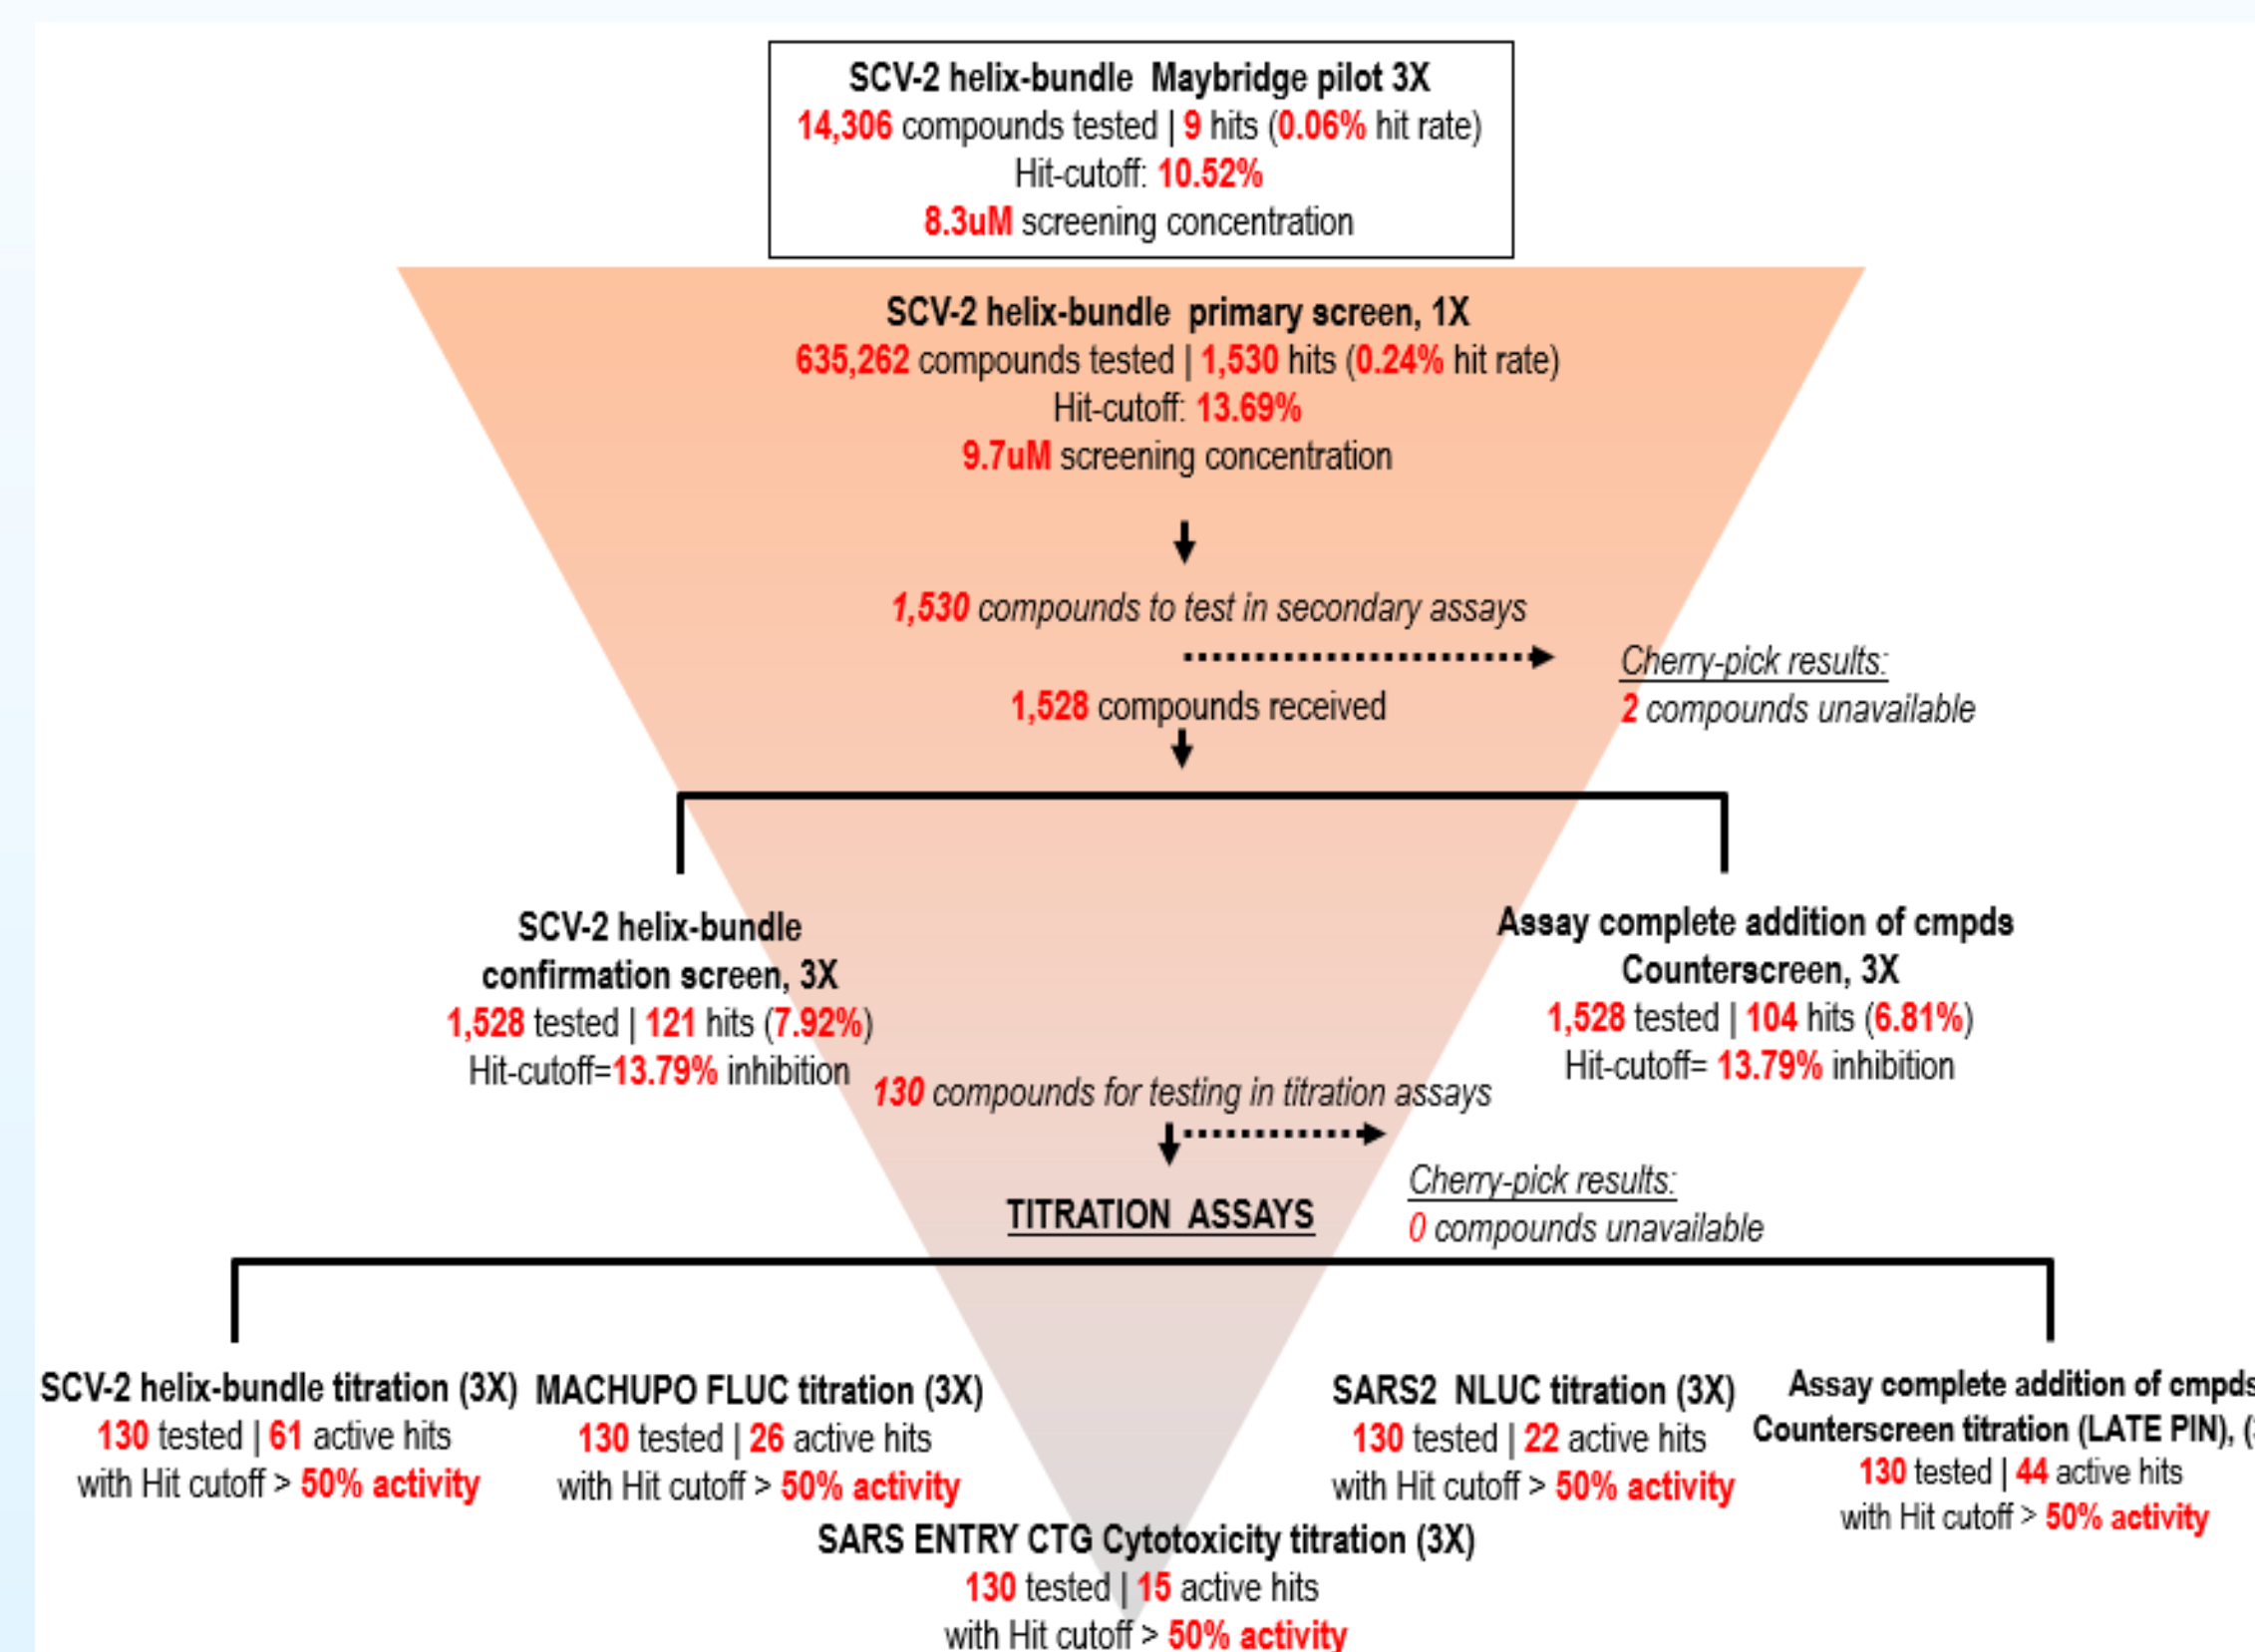 SCV-2 helix-bundle Maybridge pilot 3X
14,306 compounds tested | 9 hits (0.06% hit rate)
Hit-cutoff: 10.52%
8.3uM screening concentration
SCV-2 helix-bundle primary screen, 1X
635,262 compounds tested | 1,530 hits (0.24% hit rate)
Hit-cutoff: 13.69%
9.7uM screening concentration
1,530 compounds to test in secondary assays
Cherry-pick results:
2 compounds unavailable
1,528 compounds received
SCV-2 helix-bundle
confirmation screen, 3X
1,528 tested | 121 hits (7.92%)
Hit-cutoff=13.79% inhibition
Assay complete addition of cmpds
Counterscreen, 3X
1,528 tested | 104 hits (6.81%)
Hit-cutoff= 13.79% inhibition
130 compounds for testing in titration assays
Cherry-pick results:
0 compounds unavailable
TITRATION ASSAYS
SCV-2 helix-bundle titration (3X)
130 tested | 61 active hits
with Hit cutoff > 50% activity
MACHUPO FLUC titration (3X)
130 tested | 26 active hits
with Hit cutoff > 50% activity
SARS2 NLUC titration (3X)
130 tested | 22 active hits
with Hit cutoff > 50% activity
Assay complete addition of cmpds
Counterscreen titration (LATE PIN), (
130 tested | 44 active hits
with Hit cutoff > 50% activity
SARS ENTRY CTG Cytotoxicity titration (3X)
130 tested | 15 active hits
with Hit cutoff > 50% activity